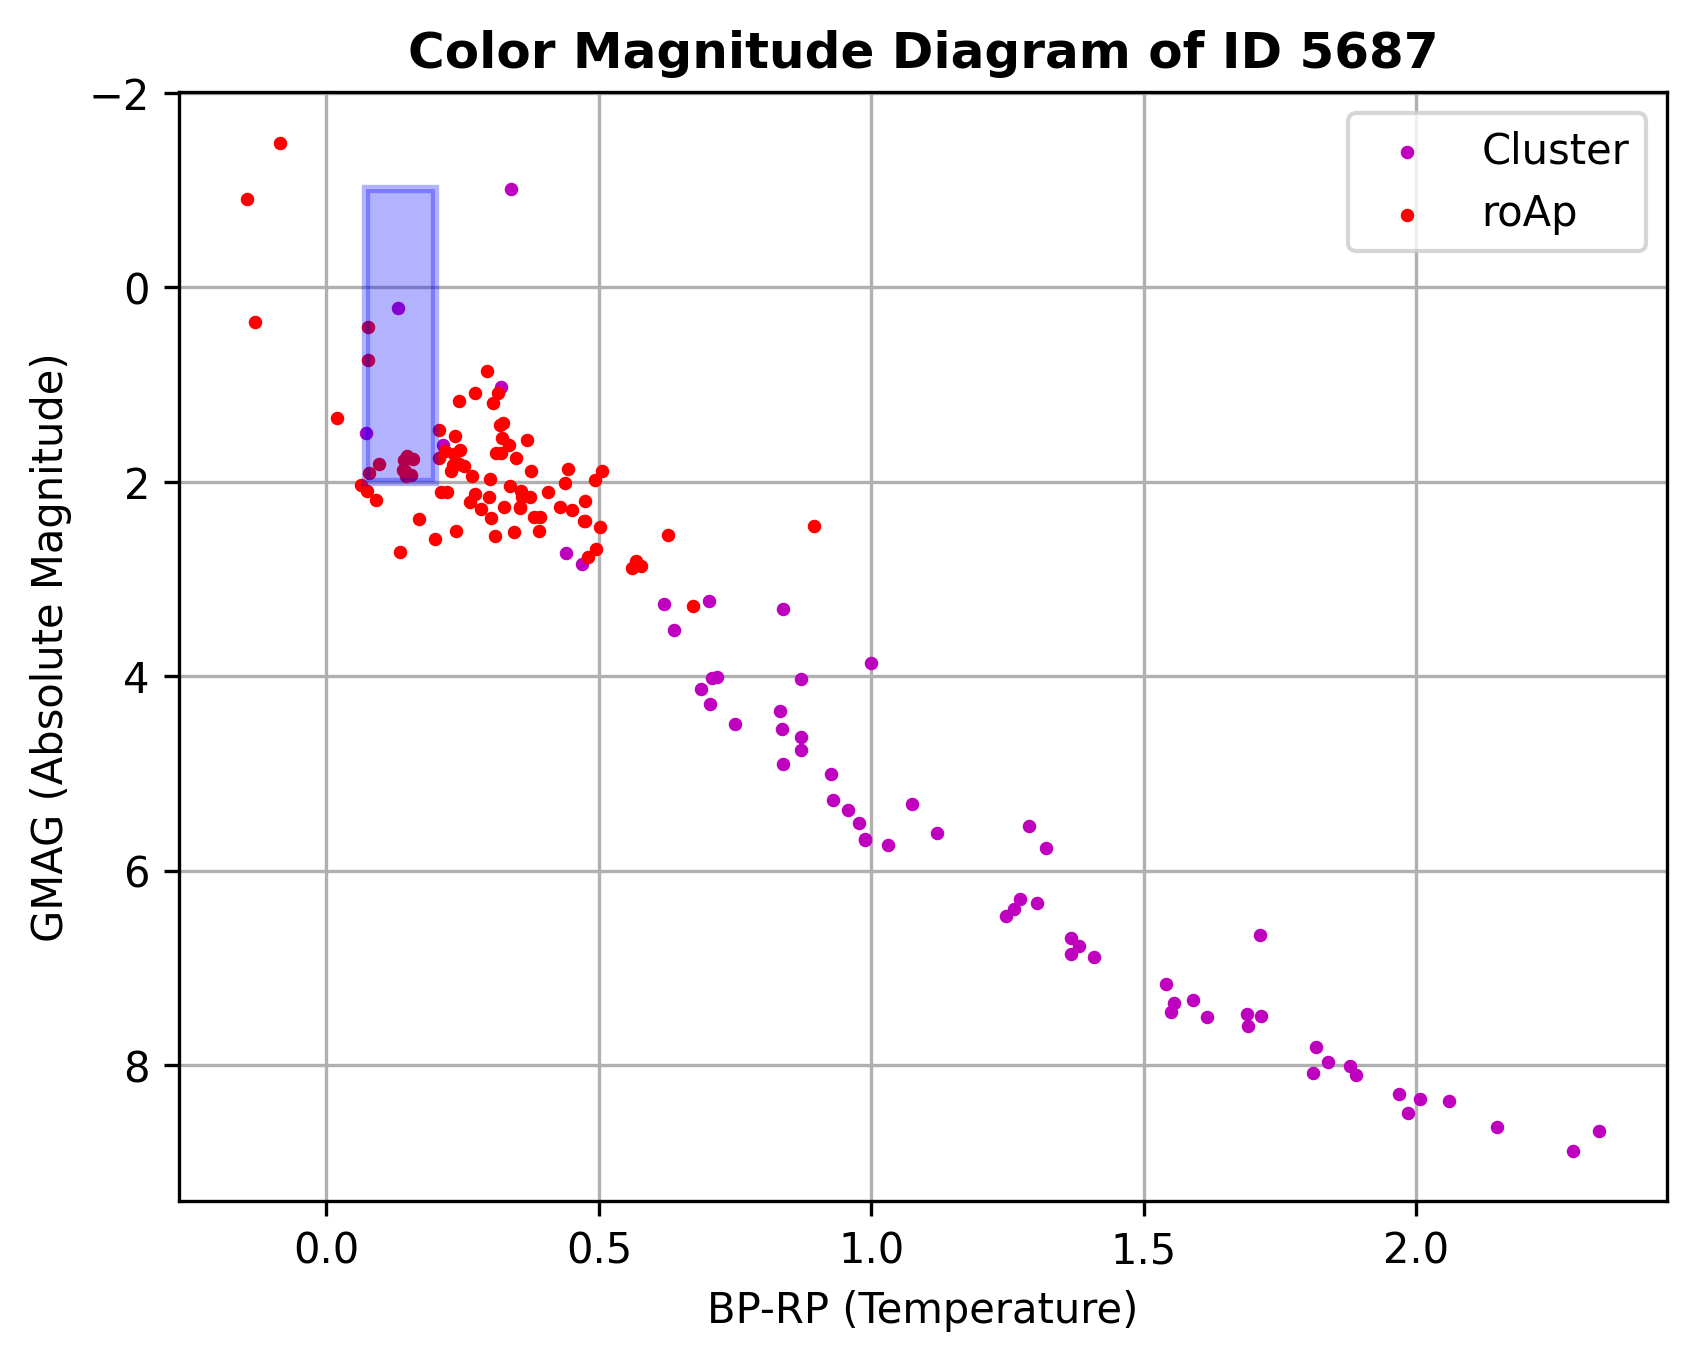 Color Magnitude Diagram of ID 5687
−2
0
2
4
6
8
GMAG (Absolute Magnitude)
Cluster
roAp
0.0 0.5 1.0 1.5 2.0
BP-RP (Temperature)